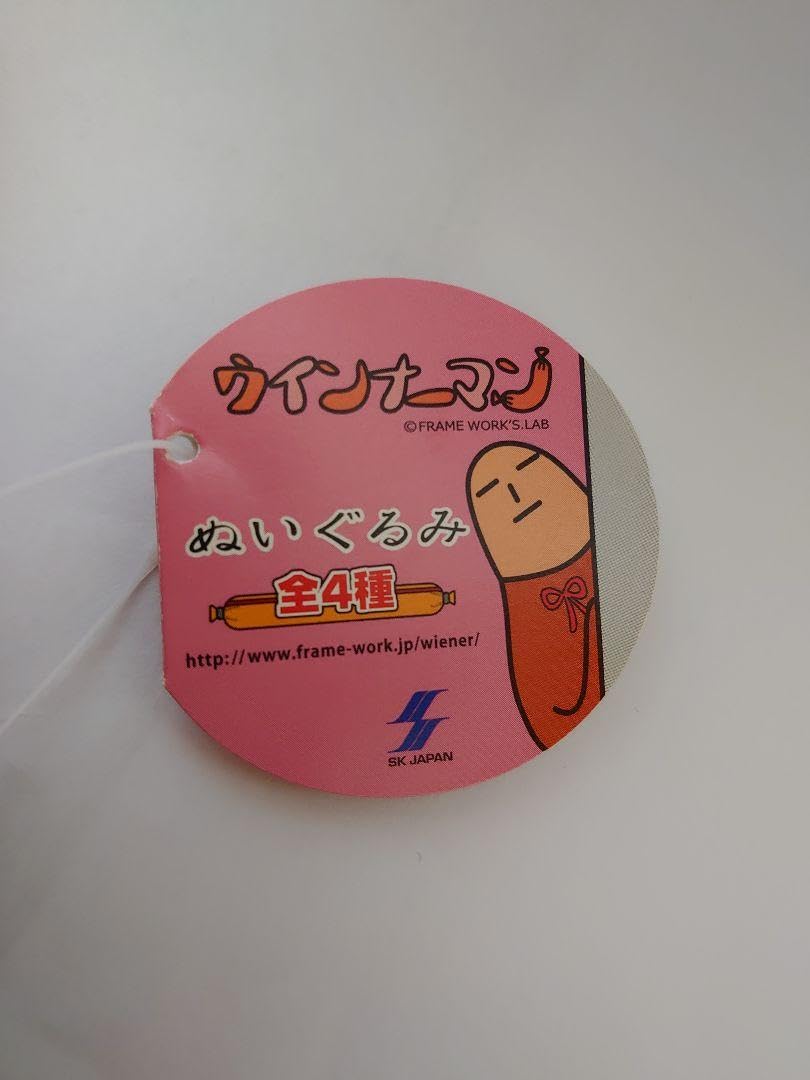 ウインナーマン
©FRAME WORK'S.LAB
ぬいぐるみ
全4種
http://www.frame-work.jp/wiener/
SK JAPAN